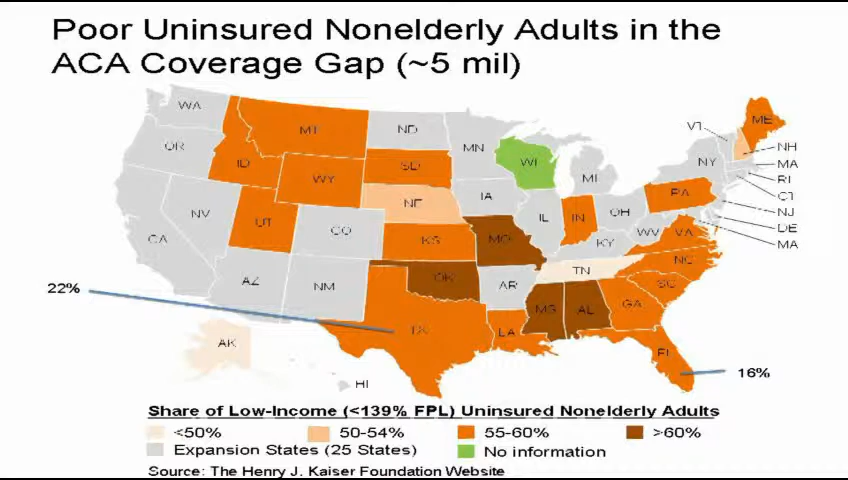 Poor Uninsured Nonelderly Adults in the
ACA Coverage Gap (~5 mil)
WA
MT
ND
ME
VT
OR
MN
NH
ID
SD
WI
NY
MA
WY
MI
RI
PA
CT
NE
IA
NJ
NV
UT
IL
IN
OH
DE
CO
WV
VA
MA
CA
KS
MO
KY
NC
TN
AZ
NM
OK
AR
SC
22%
MS
AL
GA
TX
LA
AK
FL
16%
HI
Share of Low-Income (<139% FPL) Uninsured Nonelderly Adults
<50% 50-54% 55-60% >60%
Expansion States (25 States) No information
Source: The Henry J. Kaiser Foundation Website